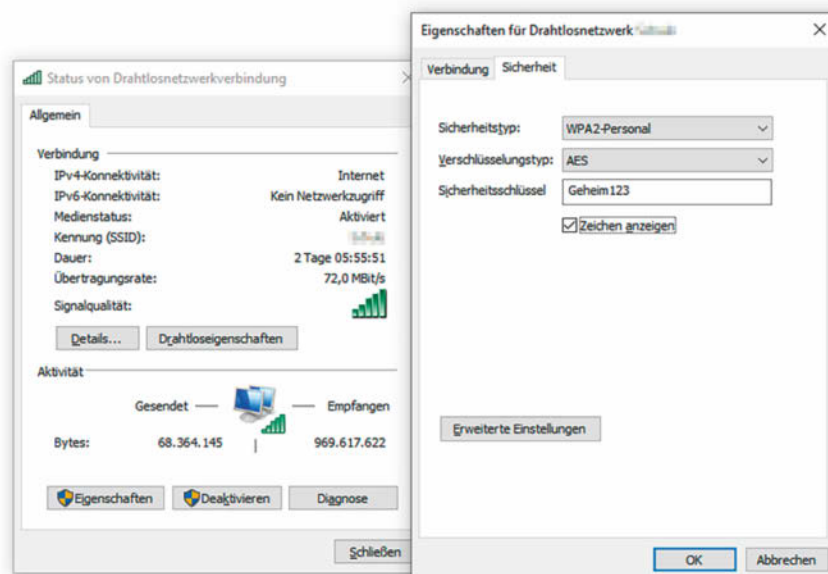 Status von Drahtlosnetzwerkverbindung
Allgemein
Verbindung
IPv4-Konnektivität: Internet
IPv6-Konnektivität: Kein Netzwerkzugriff
Medienstatus: Aktiviert
Kennung (SSID):
Dauer: 2 Tage 05:55:51
Übertragungsrate: 72,0 MBit/s
Signalqualität:
Details... Drahtloseigenschaften
Aktivität
Gesendet Empfangen
Bytes: 68.364.145 969.617.622
Eigenschaften Deaktivieren Diagnose
Schließen
Eigenschaften für Drahtlosnetzwerk
Verbindung Sicherheit
Sicherheitstyp: WPA2-Personal
Verschlüsselungstyp: AES
Sicherheitsschlüssel Geheim123
Zeichen anzeigen
Erweiterte Einstellungen
OK Abbrechen